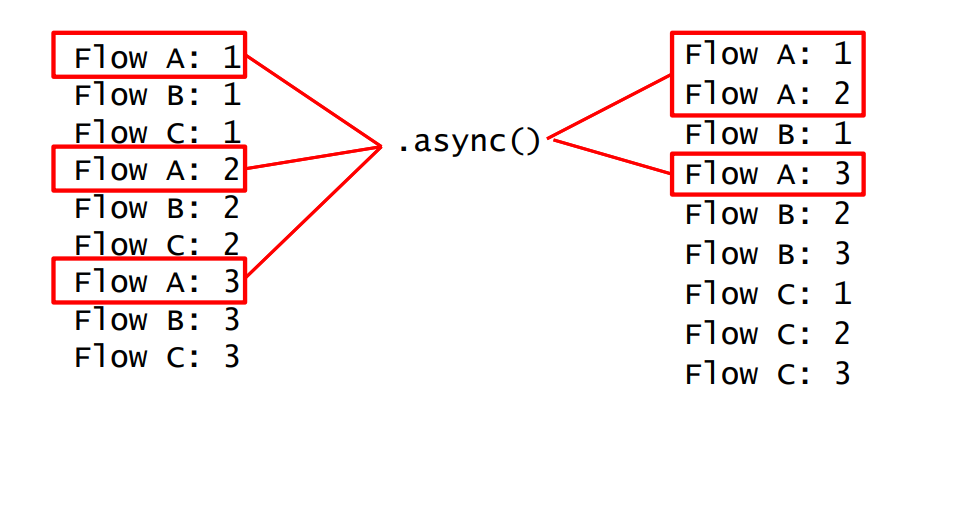 Flow A: 1
Flow B: 1
Flow C: 1
Flow A: 2
Flow B: 2
Flow C: 2
Flow A: 3
Flow B: 3
Flow C: 3
.async()
Flow A: 1
Flow A: 2
Flow B: 1
Flow A: 3
Flow B: 2
Flow B: 3
Flow C: 1
Flow C: 2
Flow C: 3